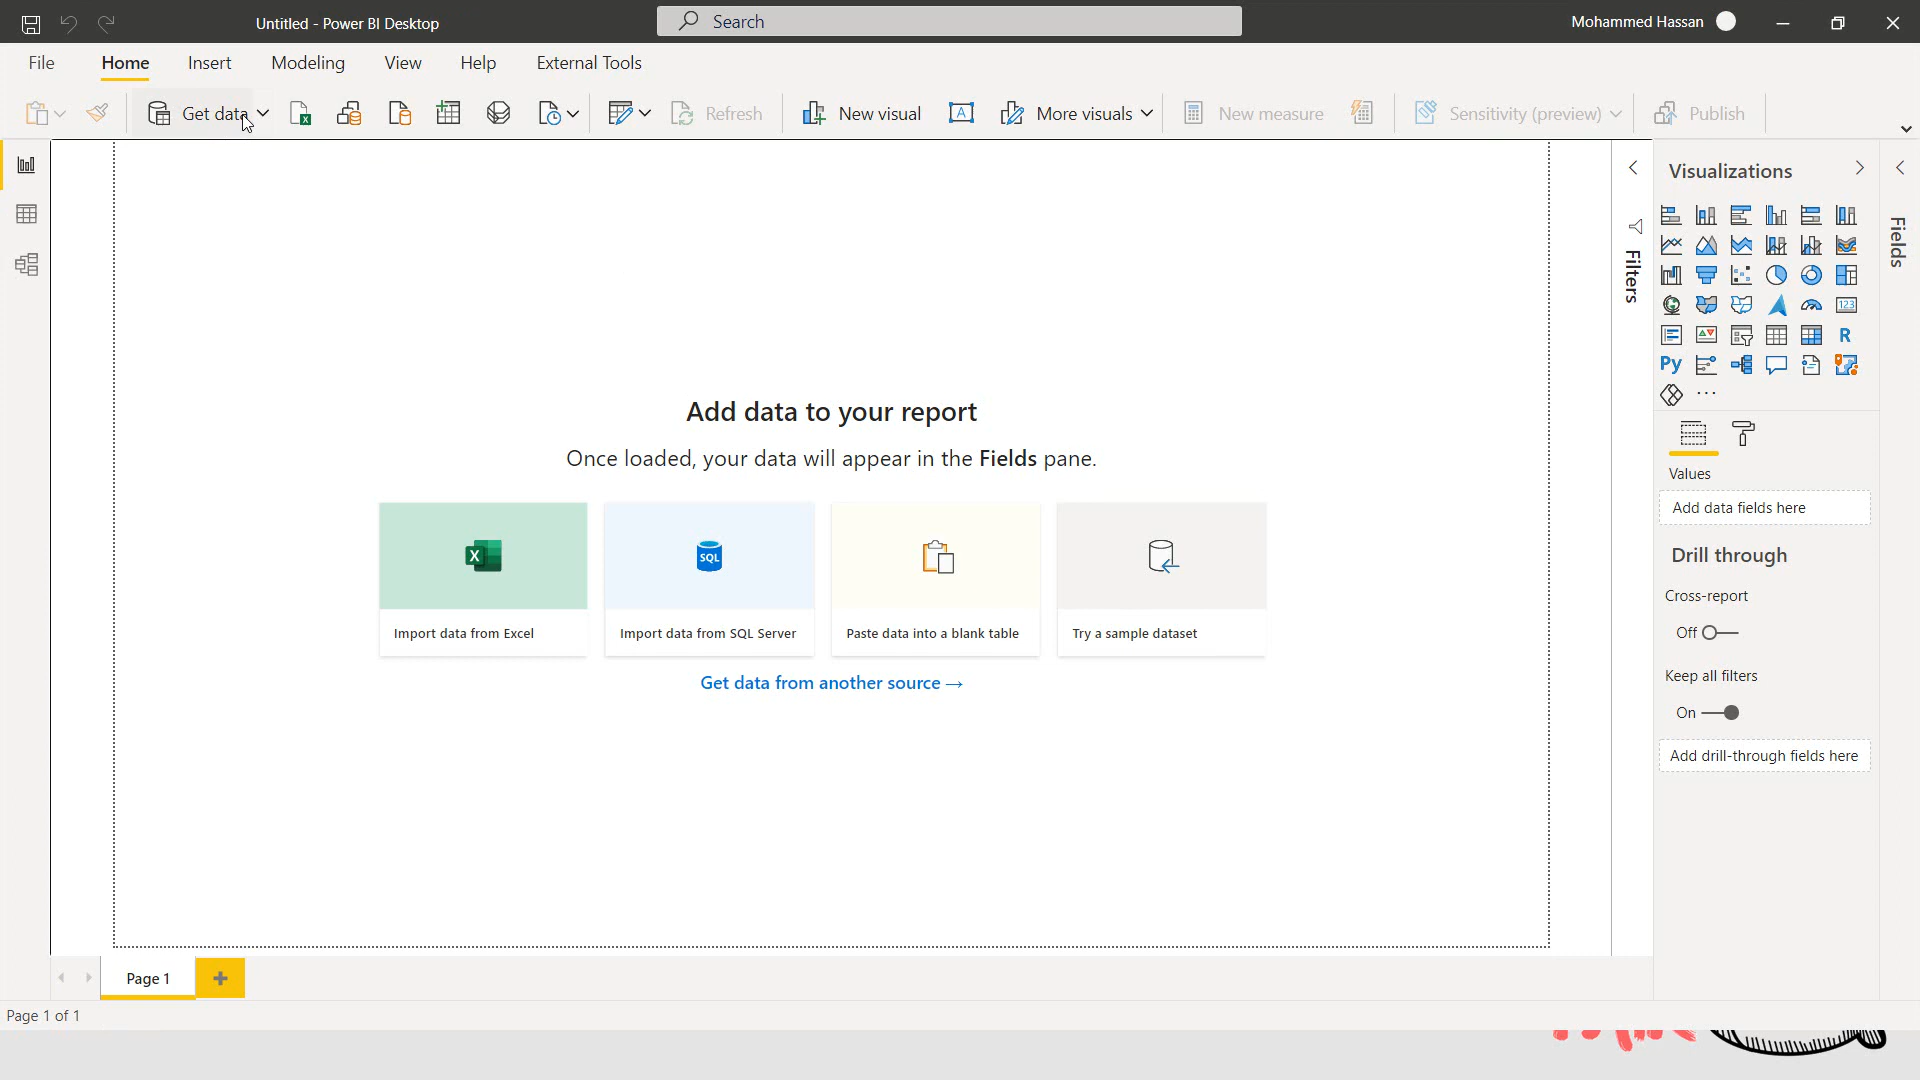 Untitled - Power BI Desktop
Search
Mohammed Hassan
File
Home
Insert
Modeling
View
Help
External Tools
Get data
Refresh
New visual
A
More visuals
New measure
Sensitivity (preview)
Publish
Visualizations
Fields
Filters
123
R
Py
Values
Add data fields here
Drill through
Cross-report
Off
Keep all filters
On
Add drill-through fields here
Add data to your report
Once loaded, your data will appear in the Fields pane.
X
SQL
Import data from Excel
Import data from SQL Server
Paste data into a blank table
Try a sample dataset
Get data from another source →
Page 1
Page 1 of 1